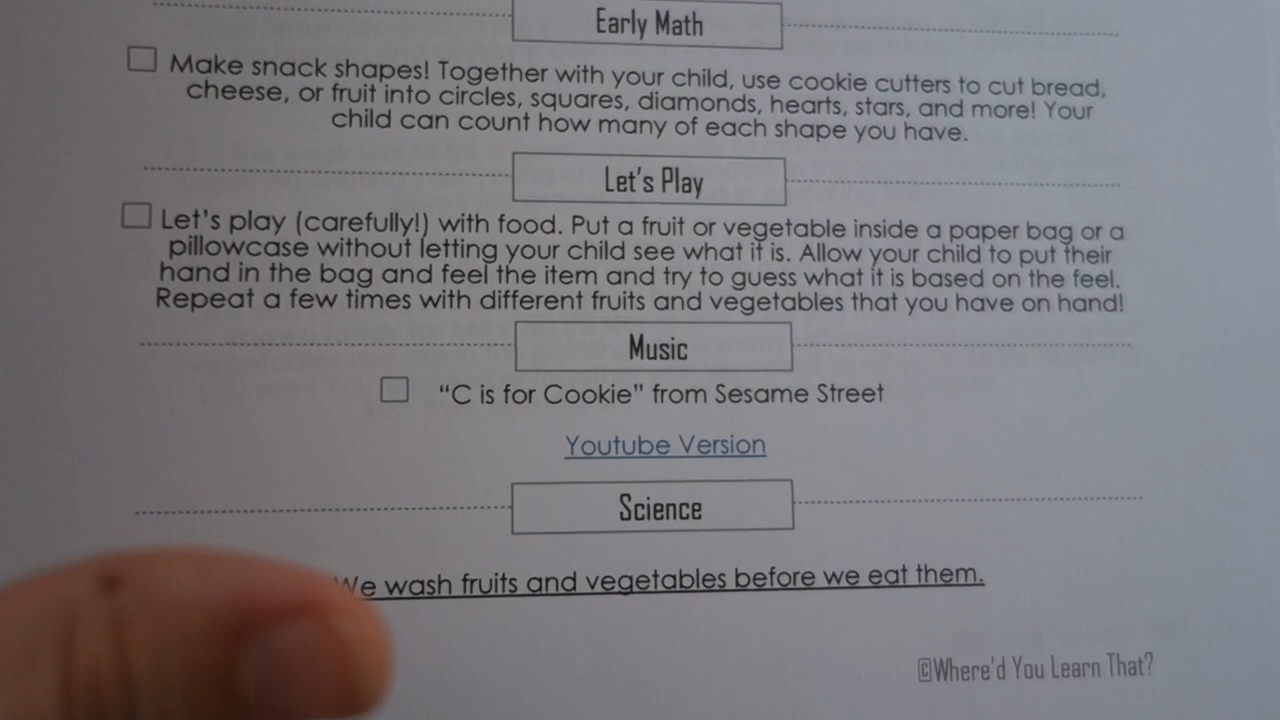 Early Math
Make snack shapes! Together with your child, use cookie cutters to cut bread,
cheese, or fruit into circles, squares, diamonds, hearts, stars, and more! Your
child can count how many of each shape you have.
Let's Play
Let's play (carefully!) with food. Put a fruit or vegetable inside a paper bag or a
pillowcase without letting your child see what it is. Allow your child to put their
hand in the bag and feel the item and try to guess what it is based on the feel.
Repeat a few times with different fruits and vegetables that you have on hand!
Music
“C is for Cookie” from Sesame Street
Youtube Version
Science
We wash fruits and vegetables before we eat them.
©Where'd You Learn That?